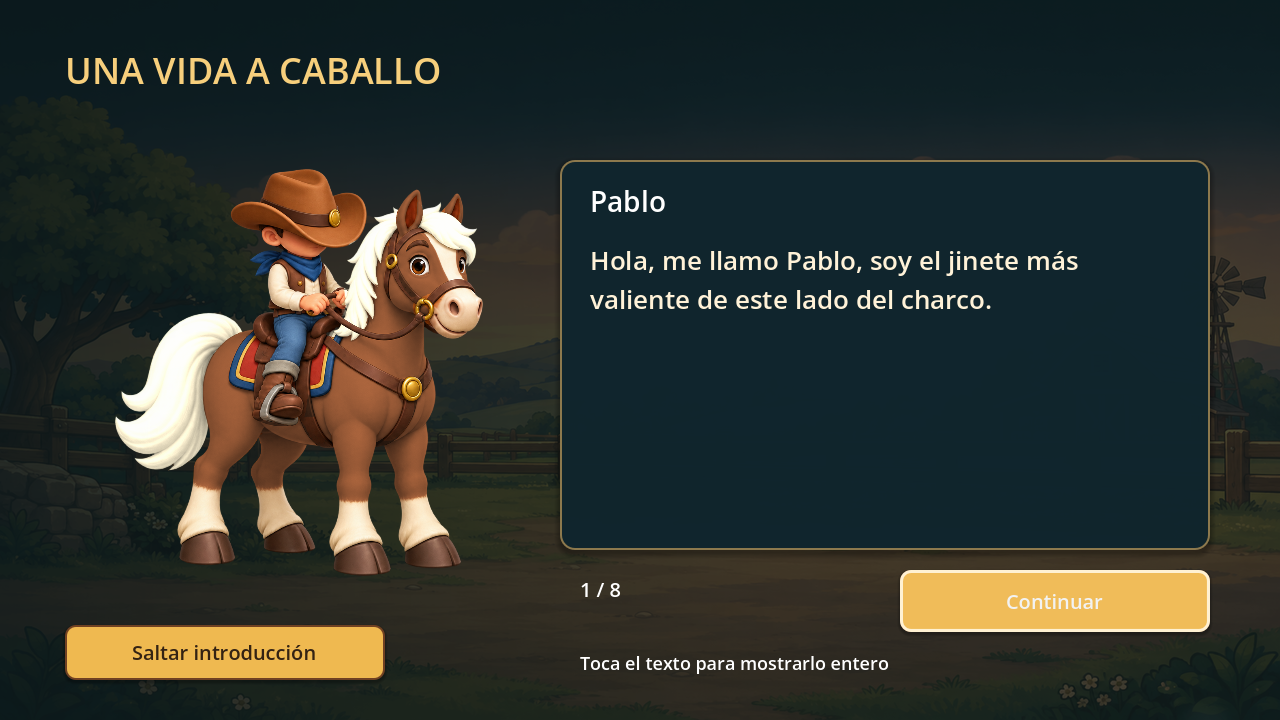 UNA VIDA A CABALLO
Pablo
Hola, me llamo Pablo, soy el jinete más
valiente de este lado del charco.
1 / 8
Continuar
Saltar introducción
Toca el texto para mostrarlo entero